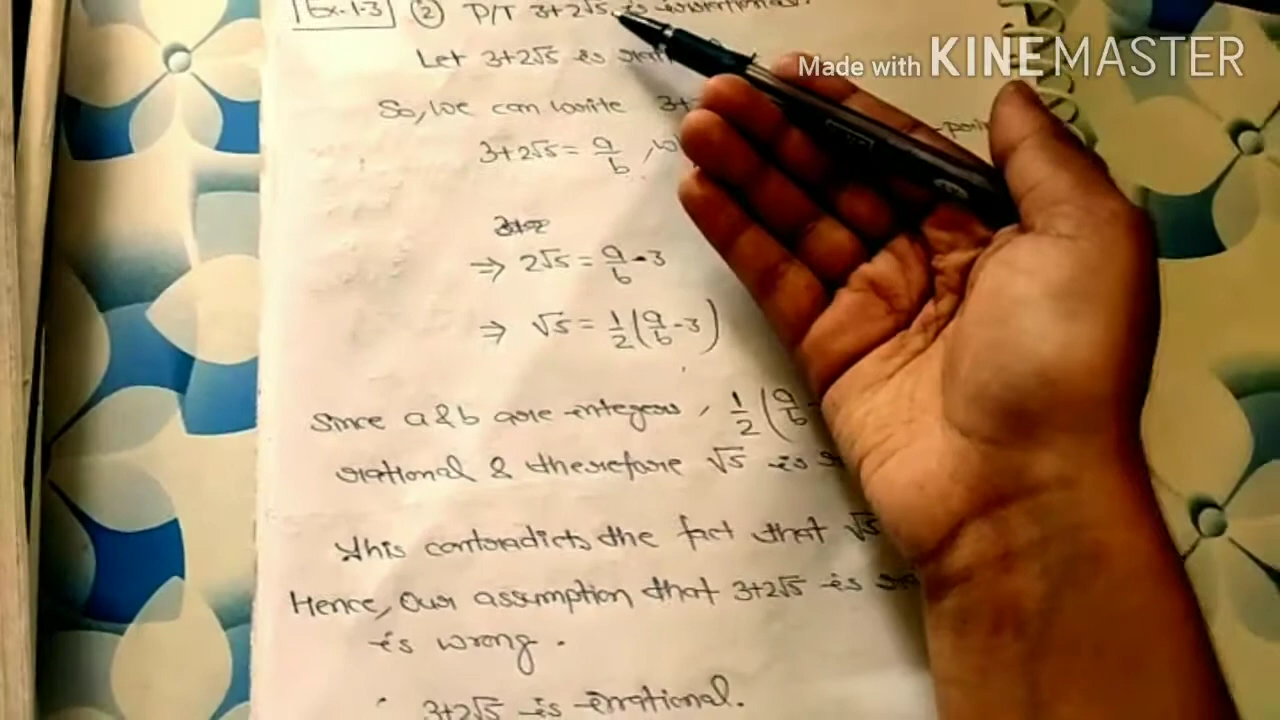 Ex-1-3 ② P/T 3+2√5 is irrational.
Made with KINEMASTER
Let 3+2√5 is
So, we can write 3+
3+2√5 = a/b ,
⇒ 2√5 = a/b - 3
⇒ √5 = 1/2 (a/b - 3)
Since a & b are integers, 1/2 (a/b
rational & therefore √5 is
This contradicts the fact that √5
Hence, our assumption that 3+2√5 is
is wrong.
3+2√5 is irrational.